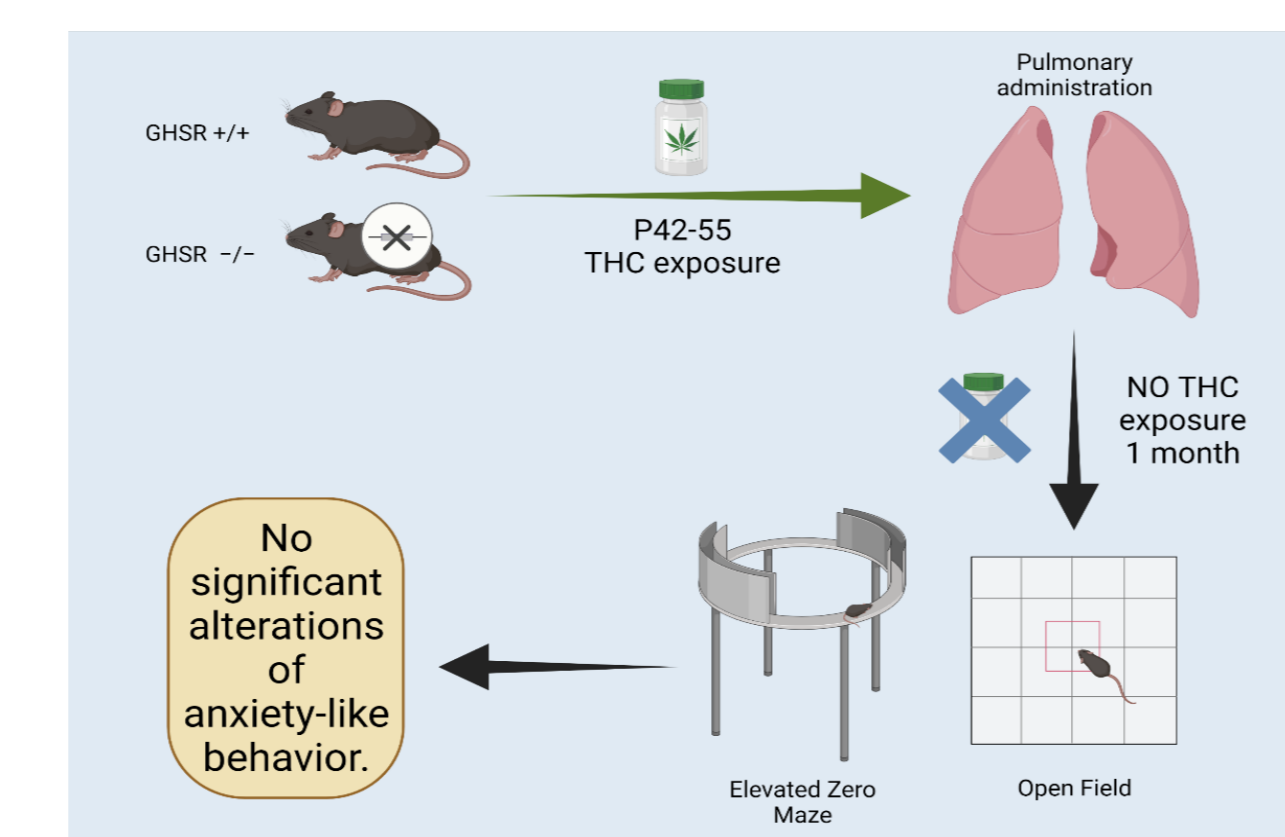 Pulmonary
administration
GHSR +/+
GHSR −/−
P42-55
THC exposure
NO THC
exposure
1 month
No
significant
alterations
of
anxiety-like
behavior.
Elevated Zero
Maze
Open Field